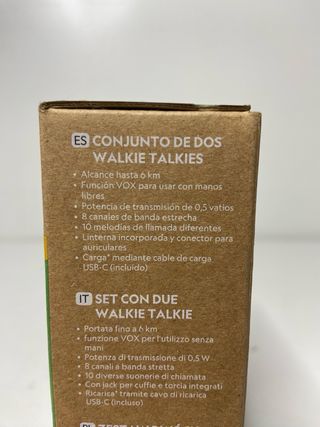 ES CONJUNTO DE DOS
WALKIE TALKIES
• Alcance hasta 6 km
• Función VOX para usar con manos
libres
• Potencia de transmisión de 0,5 vatios
• 8 canales de banda estrecha
• 10 melodías de llamada diferentes
• Linterna incorporada y conector para
auriculares
• Carga* mediante cable de carga
USB-C (incluido)
IT SET CON DUE
WALKIE TALKIE
• Portata fino a 6 km
• funzione VOX per l'utilizzo senza
mani
• Potenza di trasmissione di 0,5 W
• 8 canali a banda stretta
• 10 diverse suonerie di chiamata
• Con jack per cuffie e torcia integrati
• Ricarica* tramite cavo di ricarica
USB-C (incluso)